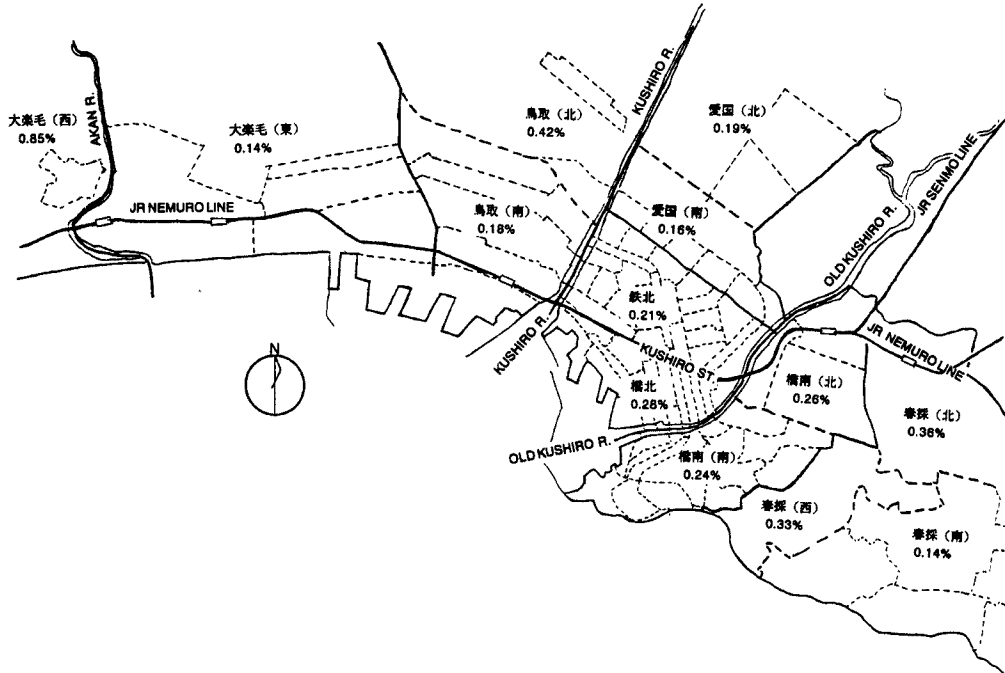 大楽毛（西）
0.85%
AKAN R.
大楽毛（東）
0.14%
JR NEMURO LINE
鳥取（北）
0.42%
KUSHIRO R.
愛国（北）
0.19%
鳥取（南）
0.18%
愛国（南）
0.16%
OLD KUSHIRO R.
JR SENMO LINE
鉄北
0.21%
KUSHIRO R.
KUSHIRO ST.
JR NEMURO LINE
N
橋北
0.28%
橋南（北）
0.26%
春採（北）
0.36%
OLD KUSHIRO R.
橋南（南）
0.24%
春採（西）
0.33%
春採（南）
0.14%